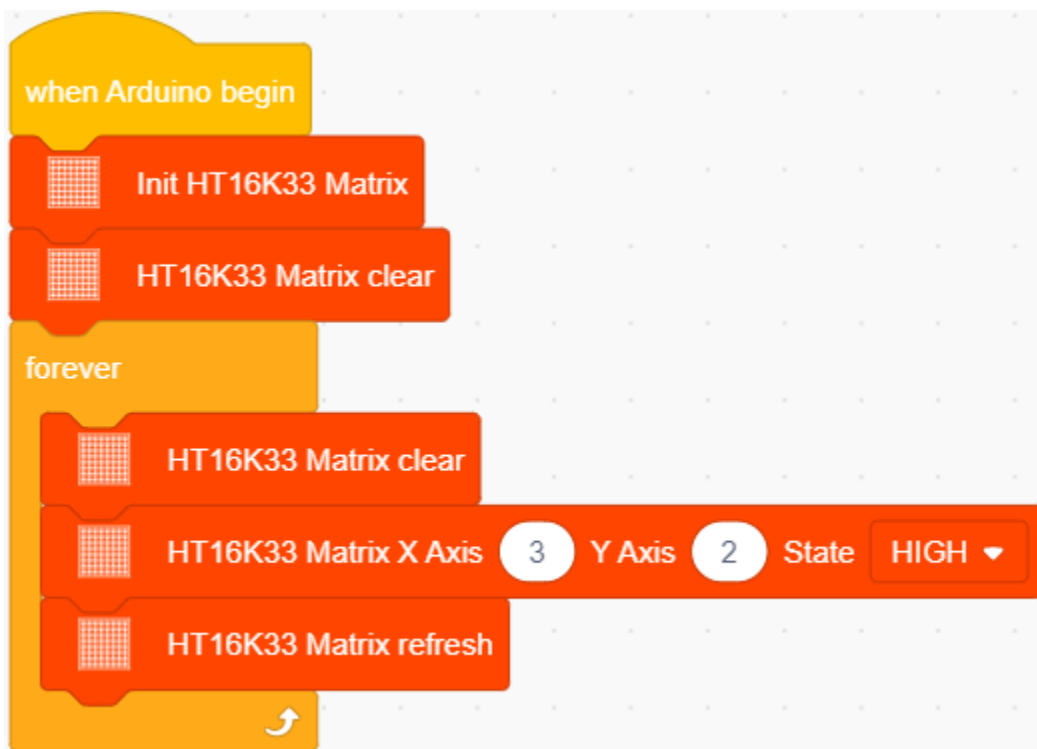 when Arduino begin
Init HT16K33 Matrix
HT16K33 Matrix clear
forever
HT16K33 Matrix clear
HT16K33 Matrix X Axis 3 Y Axis 2 State HIGH
HT16K33 Matrix refresh